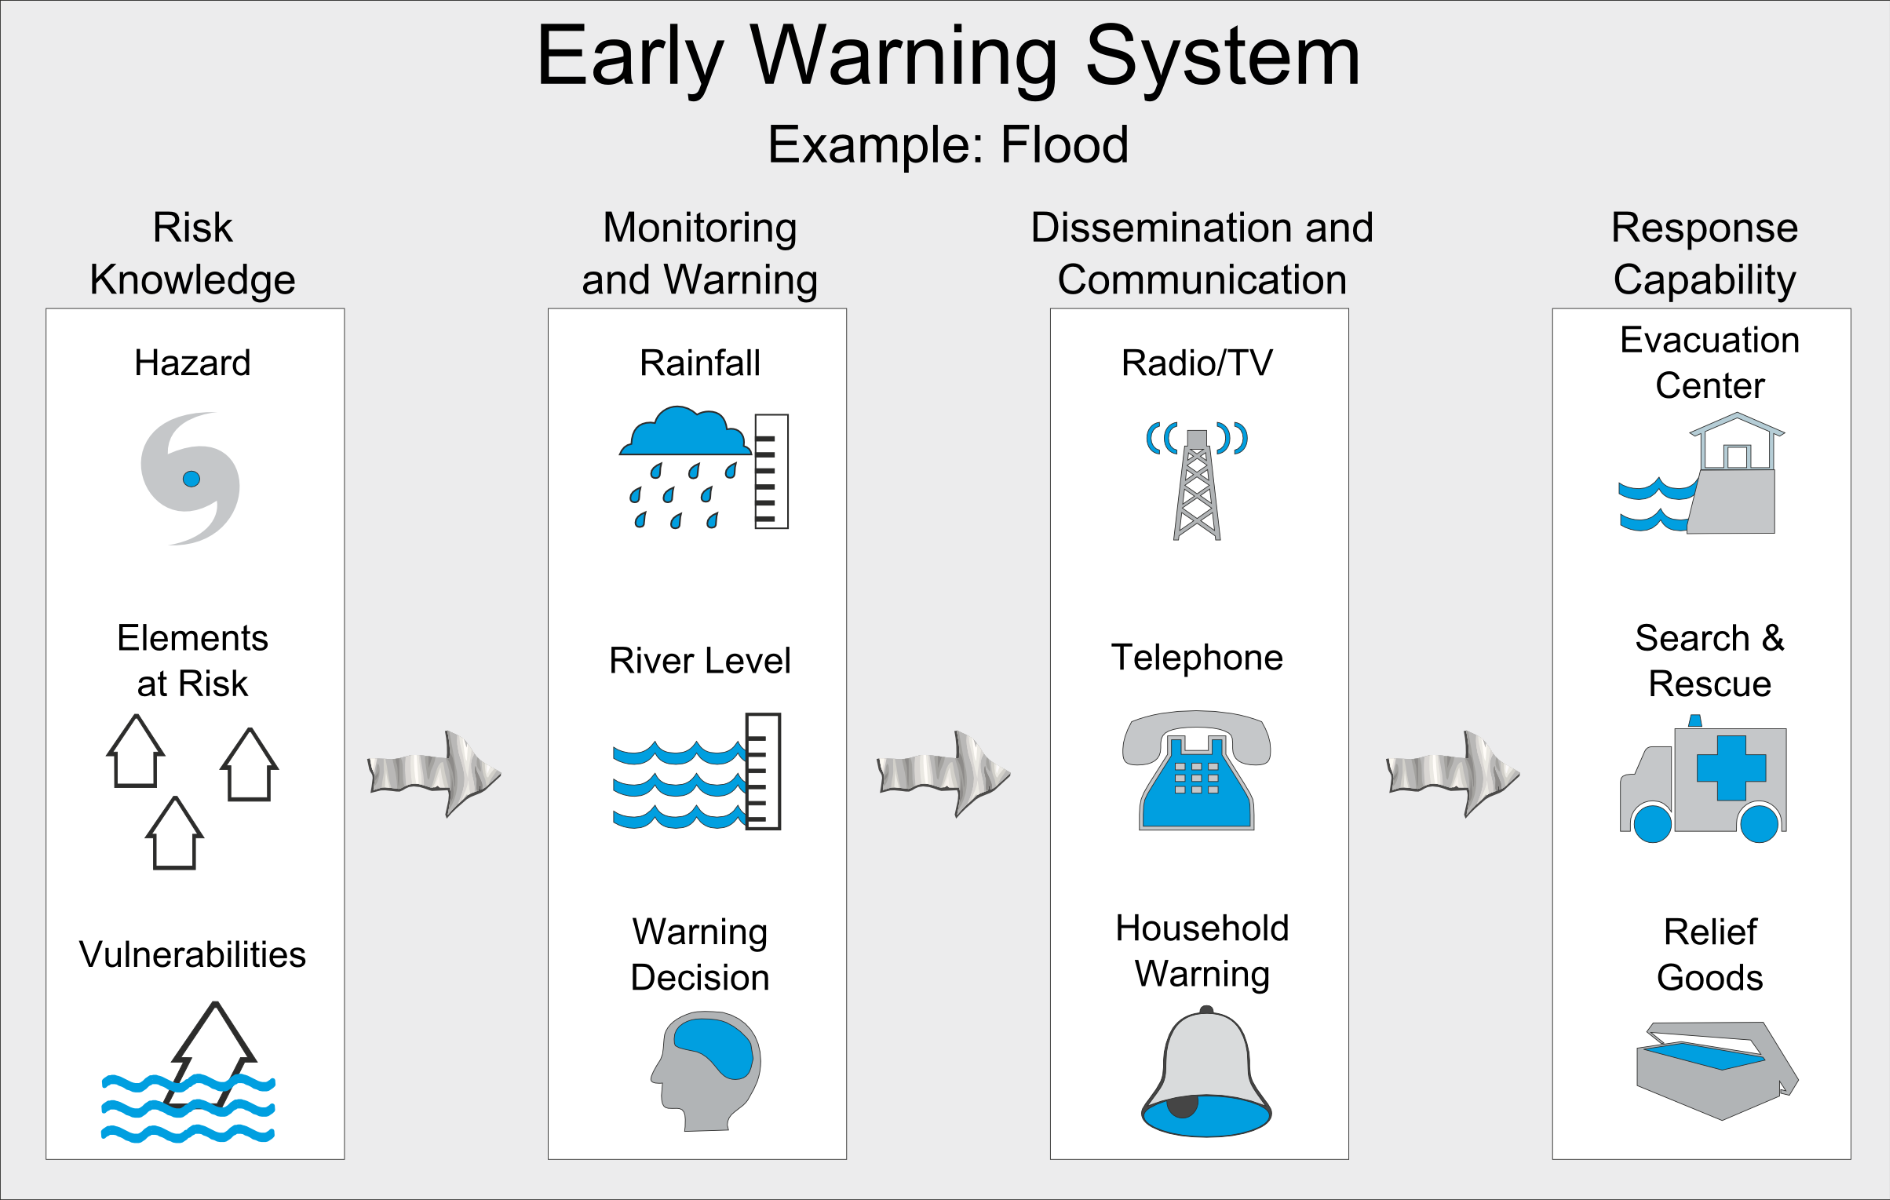 Early Warning System
Example: Flood
Risk
Knowledge
Hazard
Elements
at Risk
Vulnerabilities
Monitoring
and Warning
Rainfall
River Level
Warning
Decision
Dissemination and
Communication
Radio/TV
Telephone
Household
Warning
Response
Capability
Evacuation
Center
Search &
Rescue
Relief
Goods